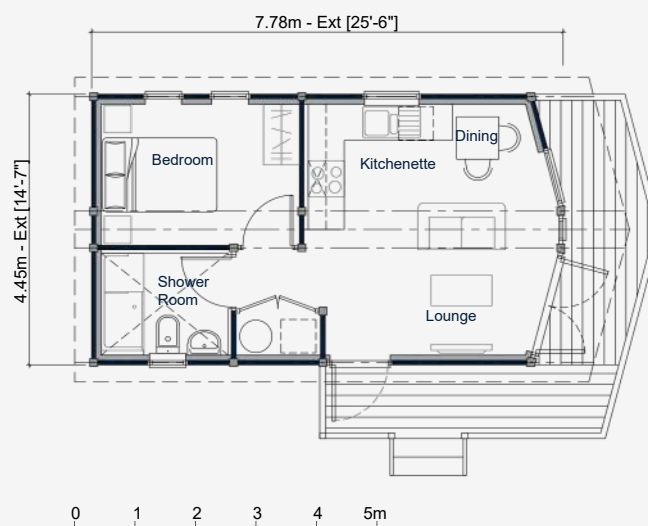 7.78m - Ext [25'-6"]
4.45m - Ext [14'-7"]
Bedroom
Kitchenette
Dining
Shower
Room
Lounge
0 1 2 3 4 5m